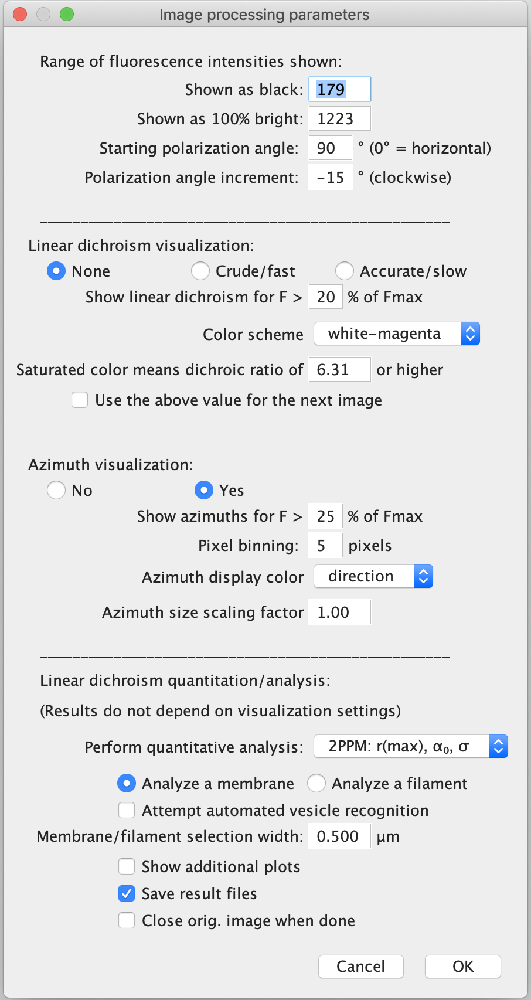 Image processing parameters
Range of fluorescence intensities shown:
Shown as black: 179
Shown as 100% bright: 1223
Starting polarization angle: 90 ° (0° = horizontal)
Polarization angle increment: −15 ° (clockwise)
__________________________________________________
Linear dichroism visualization:
None Crude/fast Accurate/slow
Show linear dichroism for F > 20 % of Fmax
Color scheme white−magenta
Saturated color means dichroic ratio of 6.31 or higher
Use the above value for the next image
Azimuth visualization:
No Yes
Show azimuths for F > 25 % of Fmax
Pixel binning: 5 pixels
Azimuth display color direction
Azimuth size scaling factor 1.00
__________________________________________________
Linear dichroism quantitation/analysis:
(Results do not depend on visualization settings)
Perform quantitative analysis: 2PPM: r(max), α₀, σ
Analyze a membrane Analyze a filament
Attempt automated vesicle recognition
Membrane/filament selection width: 0.500 µm
Show additional plots
Save result files
Close orig. image when done
Cancel OK